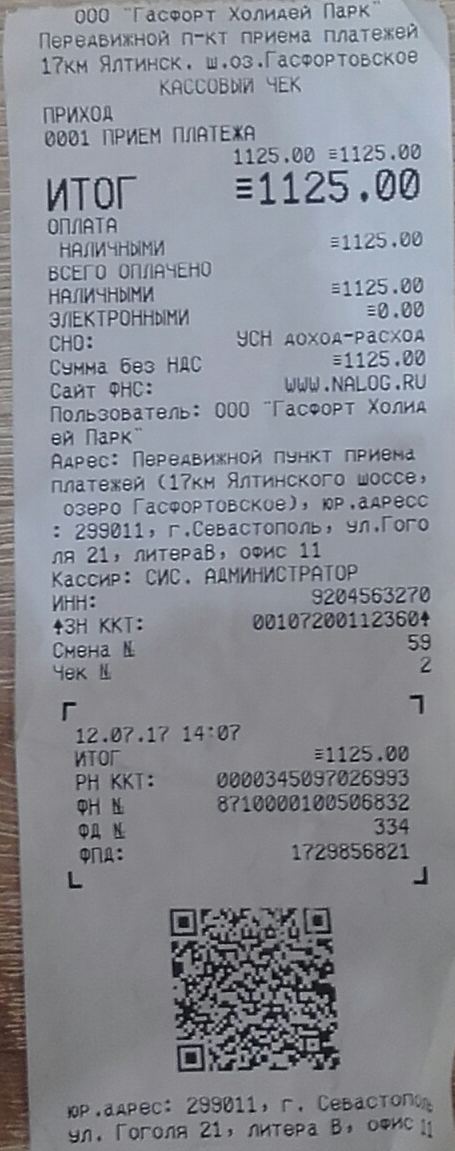 ООО "Гасфорт Холидей Парк"
Передвижной п-кт приема платежей
17км Ялтинск. ш.оз.Гасфортовское
КАССОВЫЙ ЧЕК
ПРИХОД
0001 ПРИЕМ ПЛАТЕЖА
1125.00 ≡1125.00
ИТОГ ≡1125.00
ОПЛАТА
НАЛИЧНЫМИ ≡1125.00
ВСЕГО ОПЛАЧЕНО
НАЛИЧНЫМИ ≡1125.00
ЭЛЕКТРОННЫМИ ≡0.00
СНО: УСН доход-расход
Сумма без НДС ≡1125.00
Сайт ФНС: WWW.NALOG.RU
Пользователь: ООО "Гасфорт Холид
ей Парк"
Адрес: Передвижной пункт приема
платежей (17км Ялтинского шоссе,
озеро Гасфортовское), юр.адресс
: 299011, г.Севастополь, ул.Гого
ля 21, литераВ, офис 11
Кассир: СИС. АДМИНИСТРАТОР
ИНН: 9204563270
↑ЗН ККТ: 00107200112360↑
Смена № 59
Чек № 2
12.07.17 14:07
ИТОГ ≡1125.00
РН ККТ: 0000345097026993
ФН № 8710000100506832
ФД № 334
ФПД: 1729856821
юр.адрес: 299011, г. Севастополь
ул. Гоголя 21, литера В, офис 11